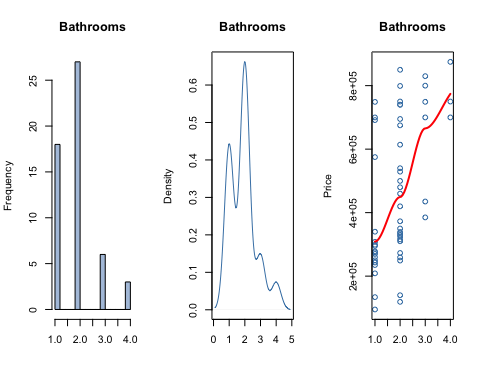 Bathrooms
Frequency
0
5
10
15
20
25
1.0 2.0 3.0 4.0
Bathrooms
Density
0.0
0.1
0.2
0.3
0.4
0.5
0.6
0 1 2 3 4 5
Bathrooms
Price
2e+05
4e+05
6e+05
8e+05
1.0 2.0 3.0 4.0